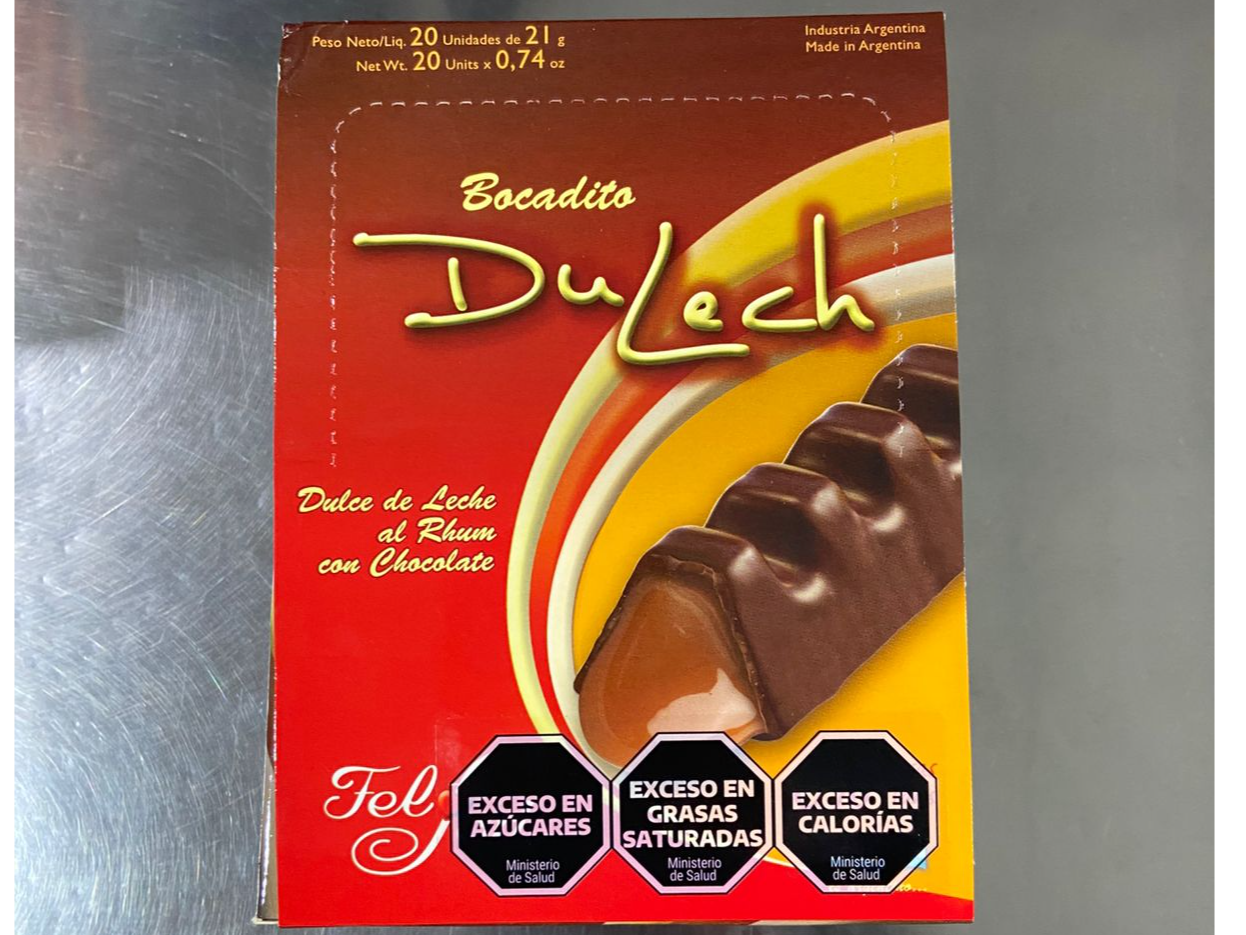 Peso Neto/Liq. 20 Unidades de 21 g
Net Wt. 20 Units x 0,74 oz
Industria Argentina
Made in Argentina
Bocadito
DuLech
Dulce de Leche
al Rhum
con Chocolate
EXCESO EN
AZÚCARES
Ministerio
de Salud
EXCESO EN
GRASAS
SATURADAS
Ministerio
de Salud
EXCESO EN
CALORÍAS
Ministerio
de Salud